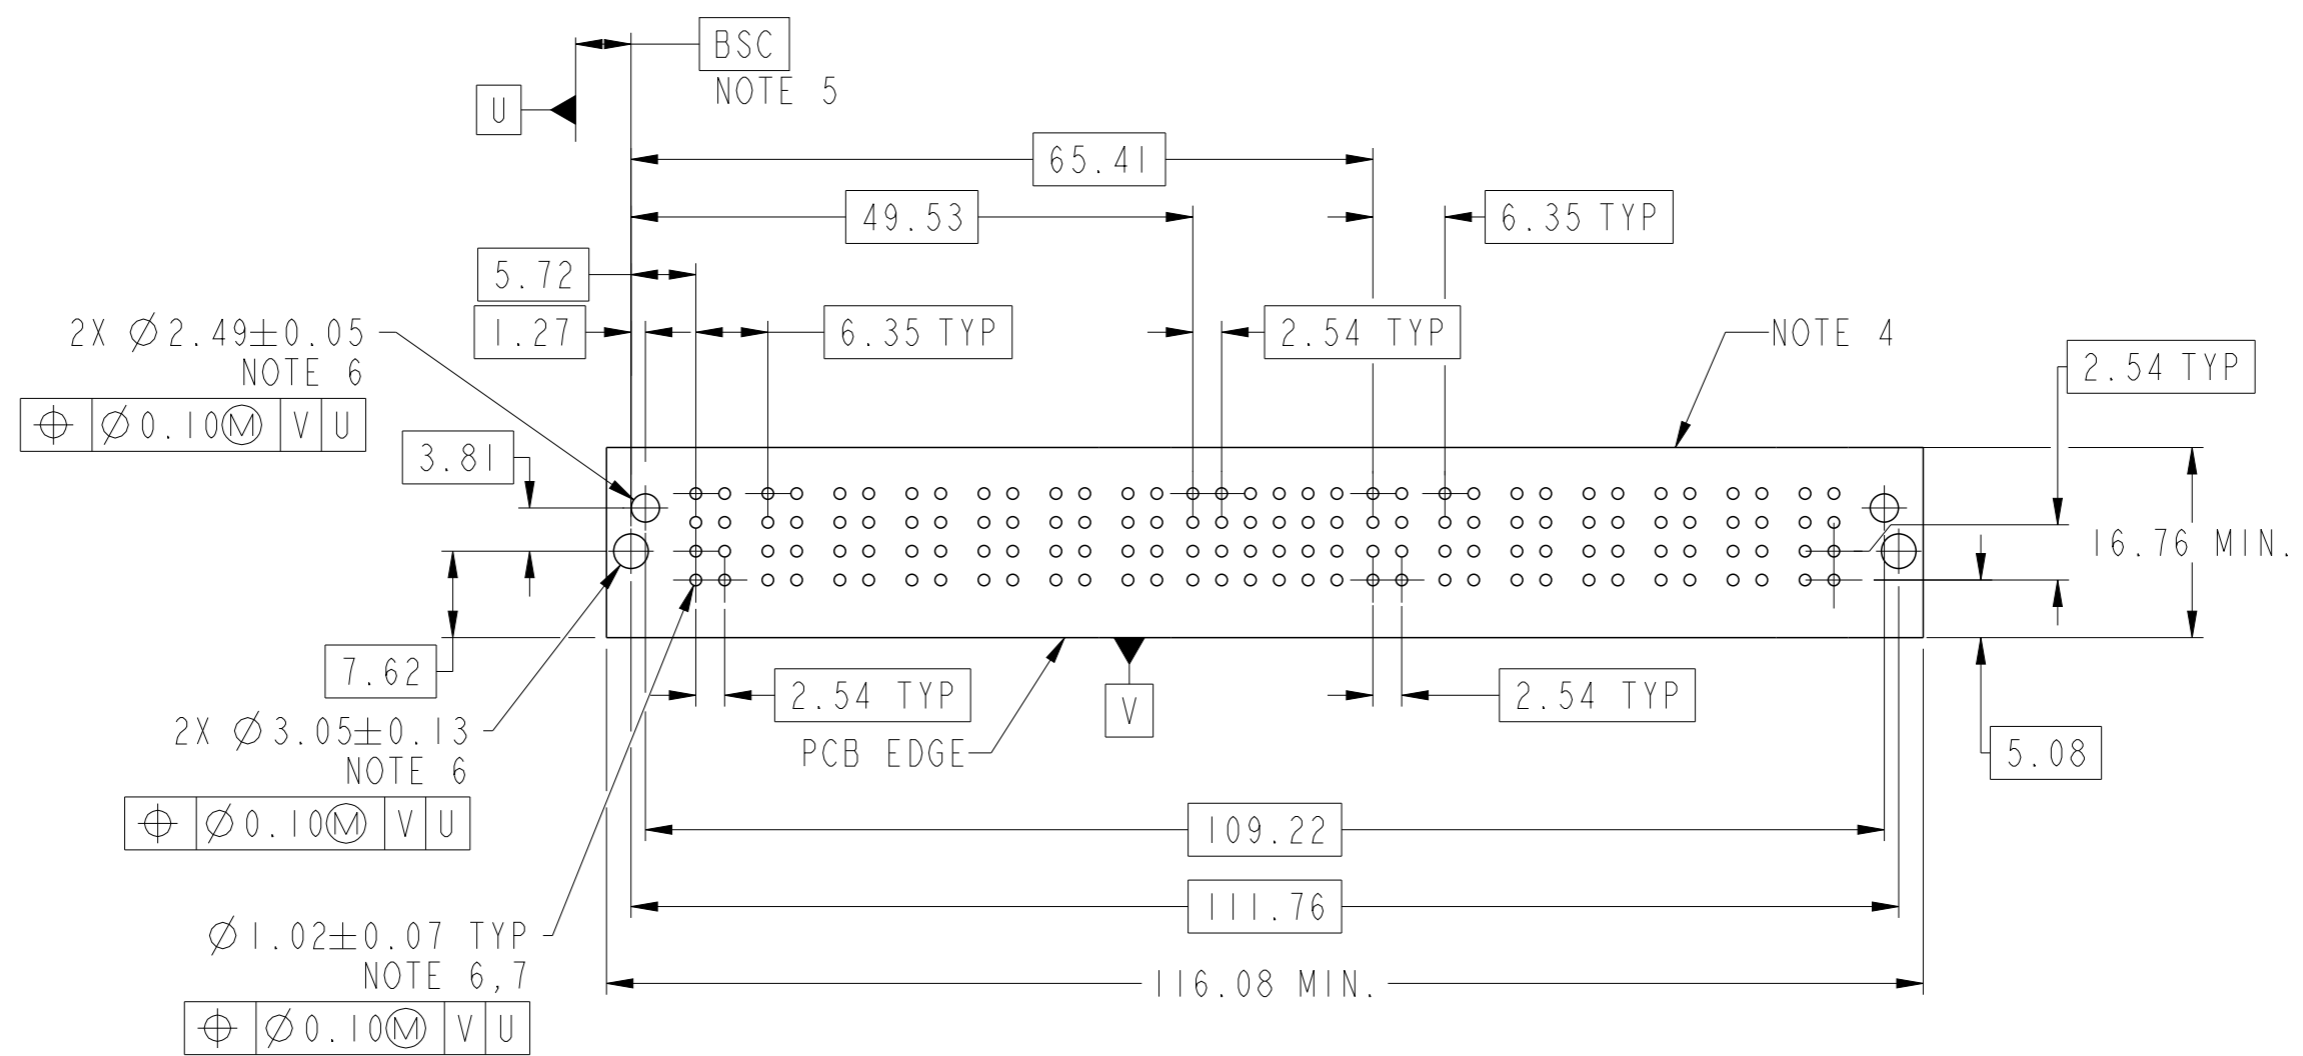 BSC
NOTE 5
U
65.41
49.53
6.35 TYP
5.72
1.27
6.35 TYP
2.54 TYP
NOTE 4
2.54 TYP
2X Ø2.49±0.05
NOTE 6
⌖ Ø0.10Ⓜ V U
3.81
16.76 MIN.
7.62
2.54 TYP
V
2.54 TYP
2X Ø3.05±0.13
NOTE 6
⌖ Ø0.10Ⓜ V U
PCB EDGE
5.08
109.22
111.76
Ø1.02±0.07 TYP
NOTE 6,7
⌖ Ø0.10Ⓜ V U
116.08 MIN.